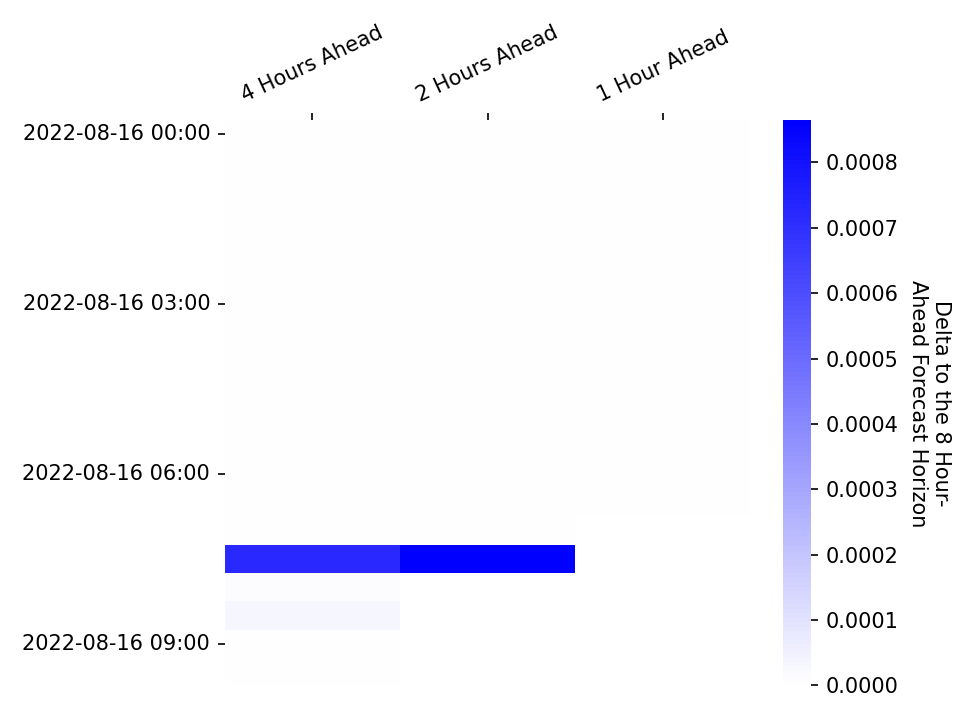 4 Hours Ahead
2 Hours Ahead
1 Hour Ahead
2022-08-16 00:00
2022-08-16 03:00
2022-08-16 06:00
2022-08-16 09:00
0.0008
0.0007
0.0006
0.0005
0.0004
0.0003
0.0002
0.0001
0.0000
Delta to the 8 Hour-
Ahead Forecast Horizon